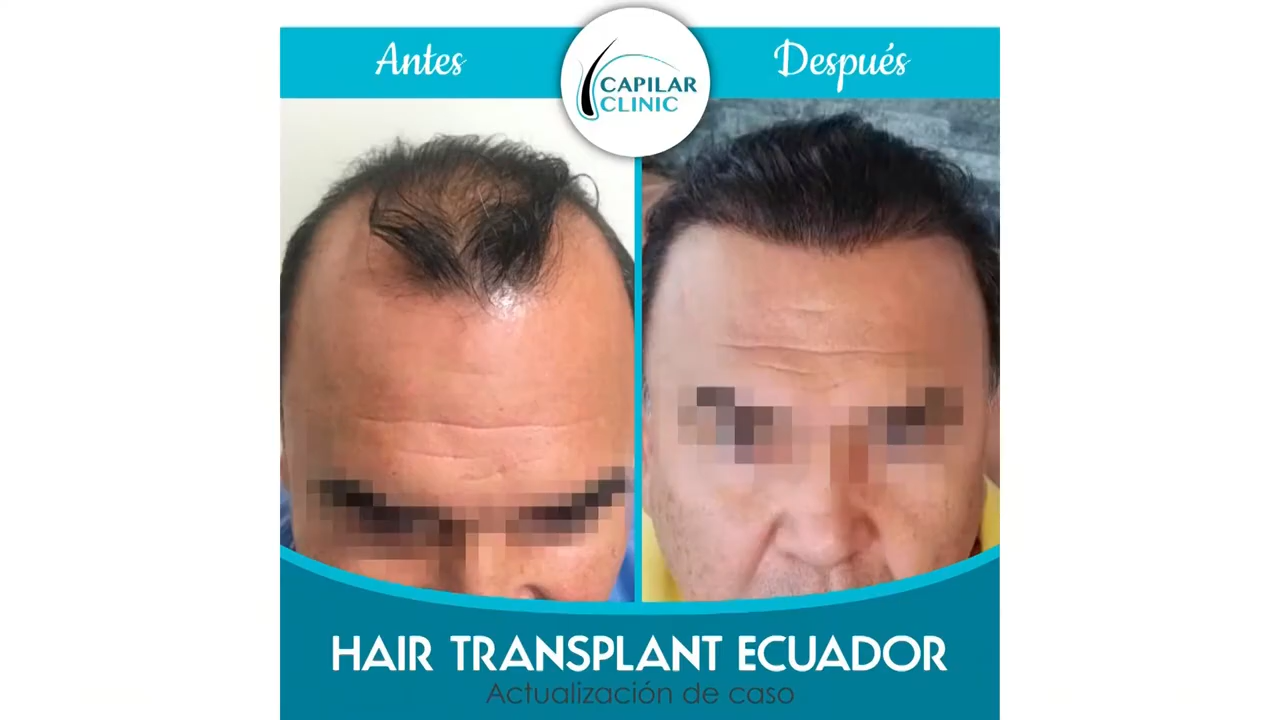 Antes
CAPILAR
CLINIC
Después
HAIR TRANSPLANT ECUADOR
Actualización de caso